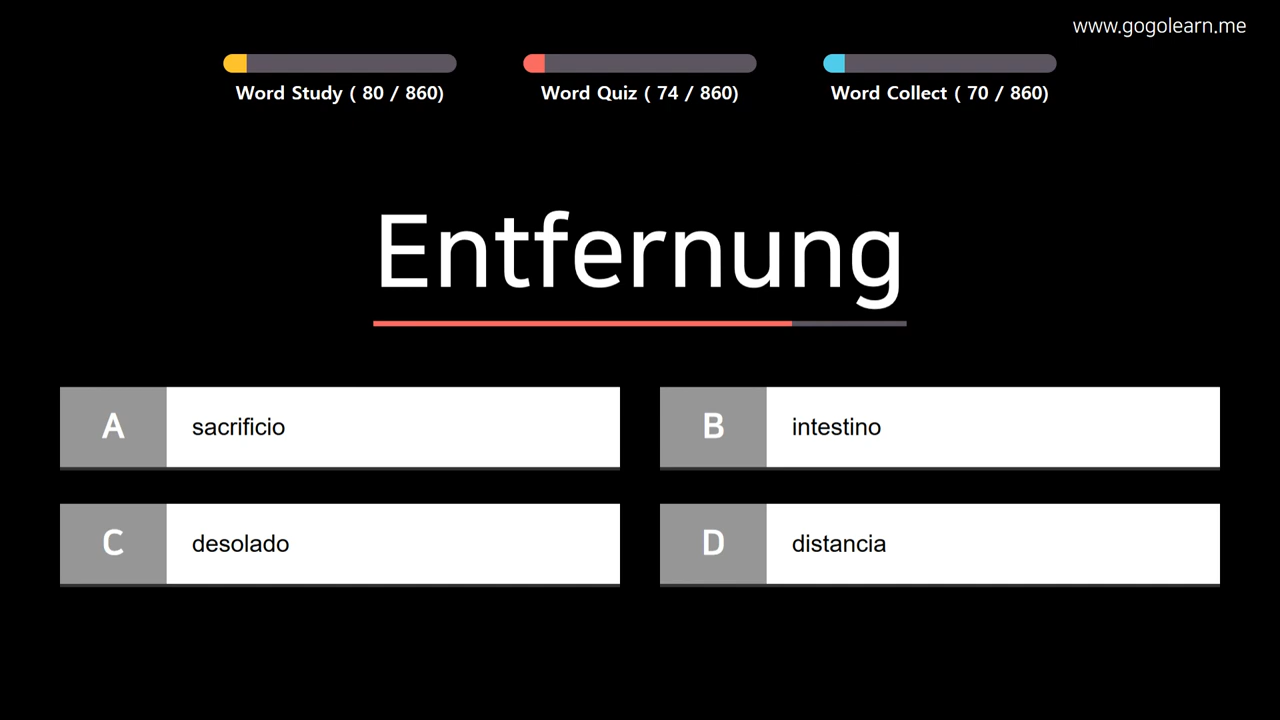 www.gogolearn.me
Word Study ( 80 / 860)
Word Quiz ( 74 / 860)
Word Collect ( 70 / 860)
Entfernung
A sacrificio
B intestino
C desolado
D distancia